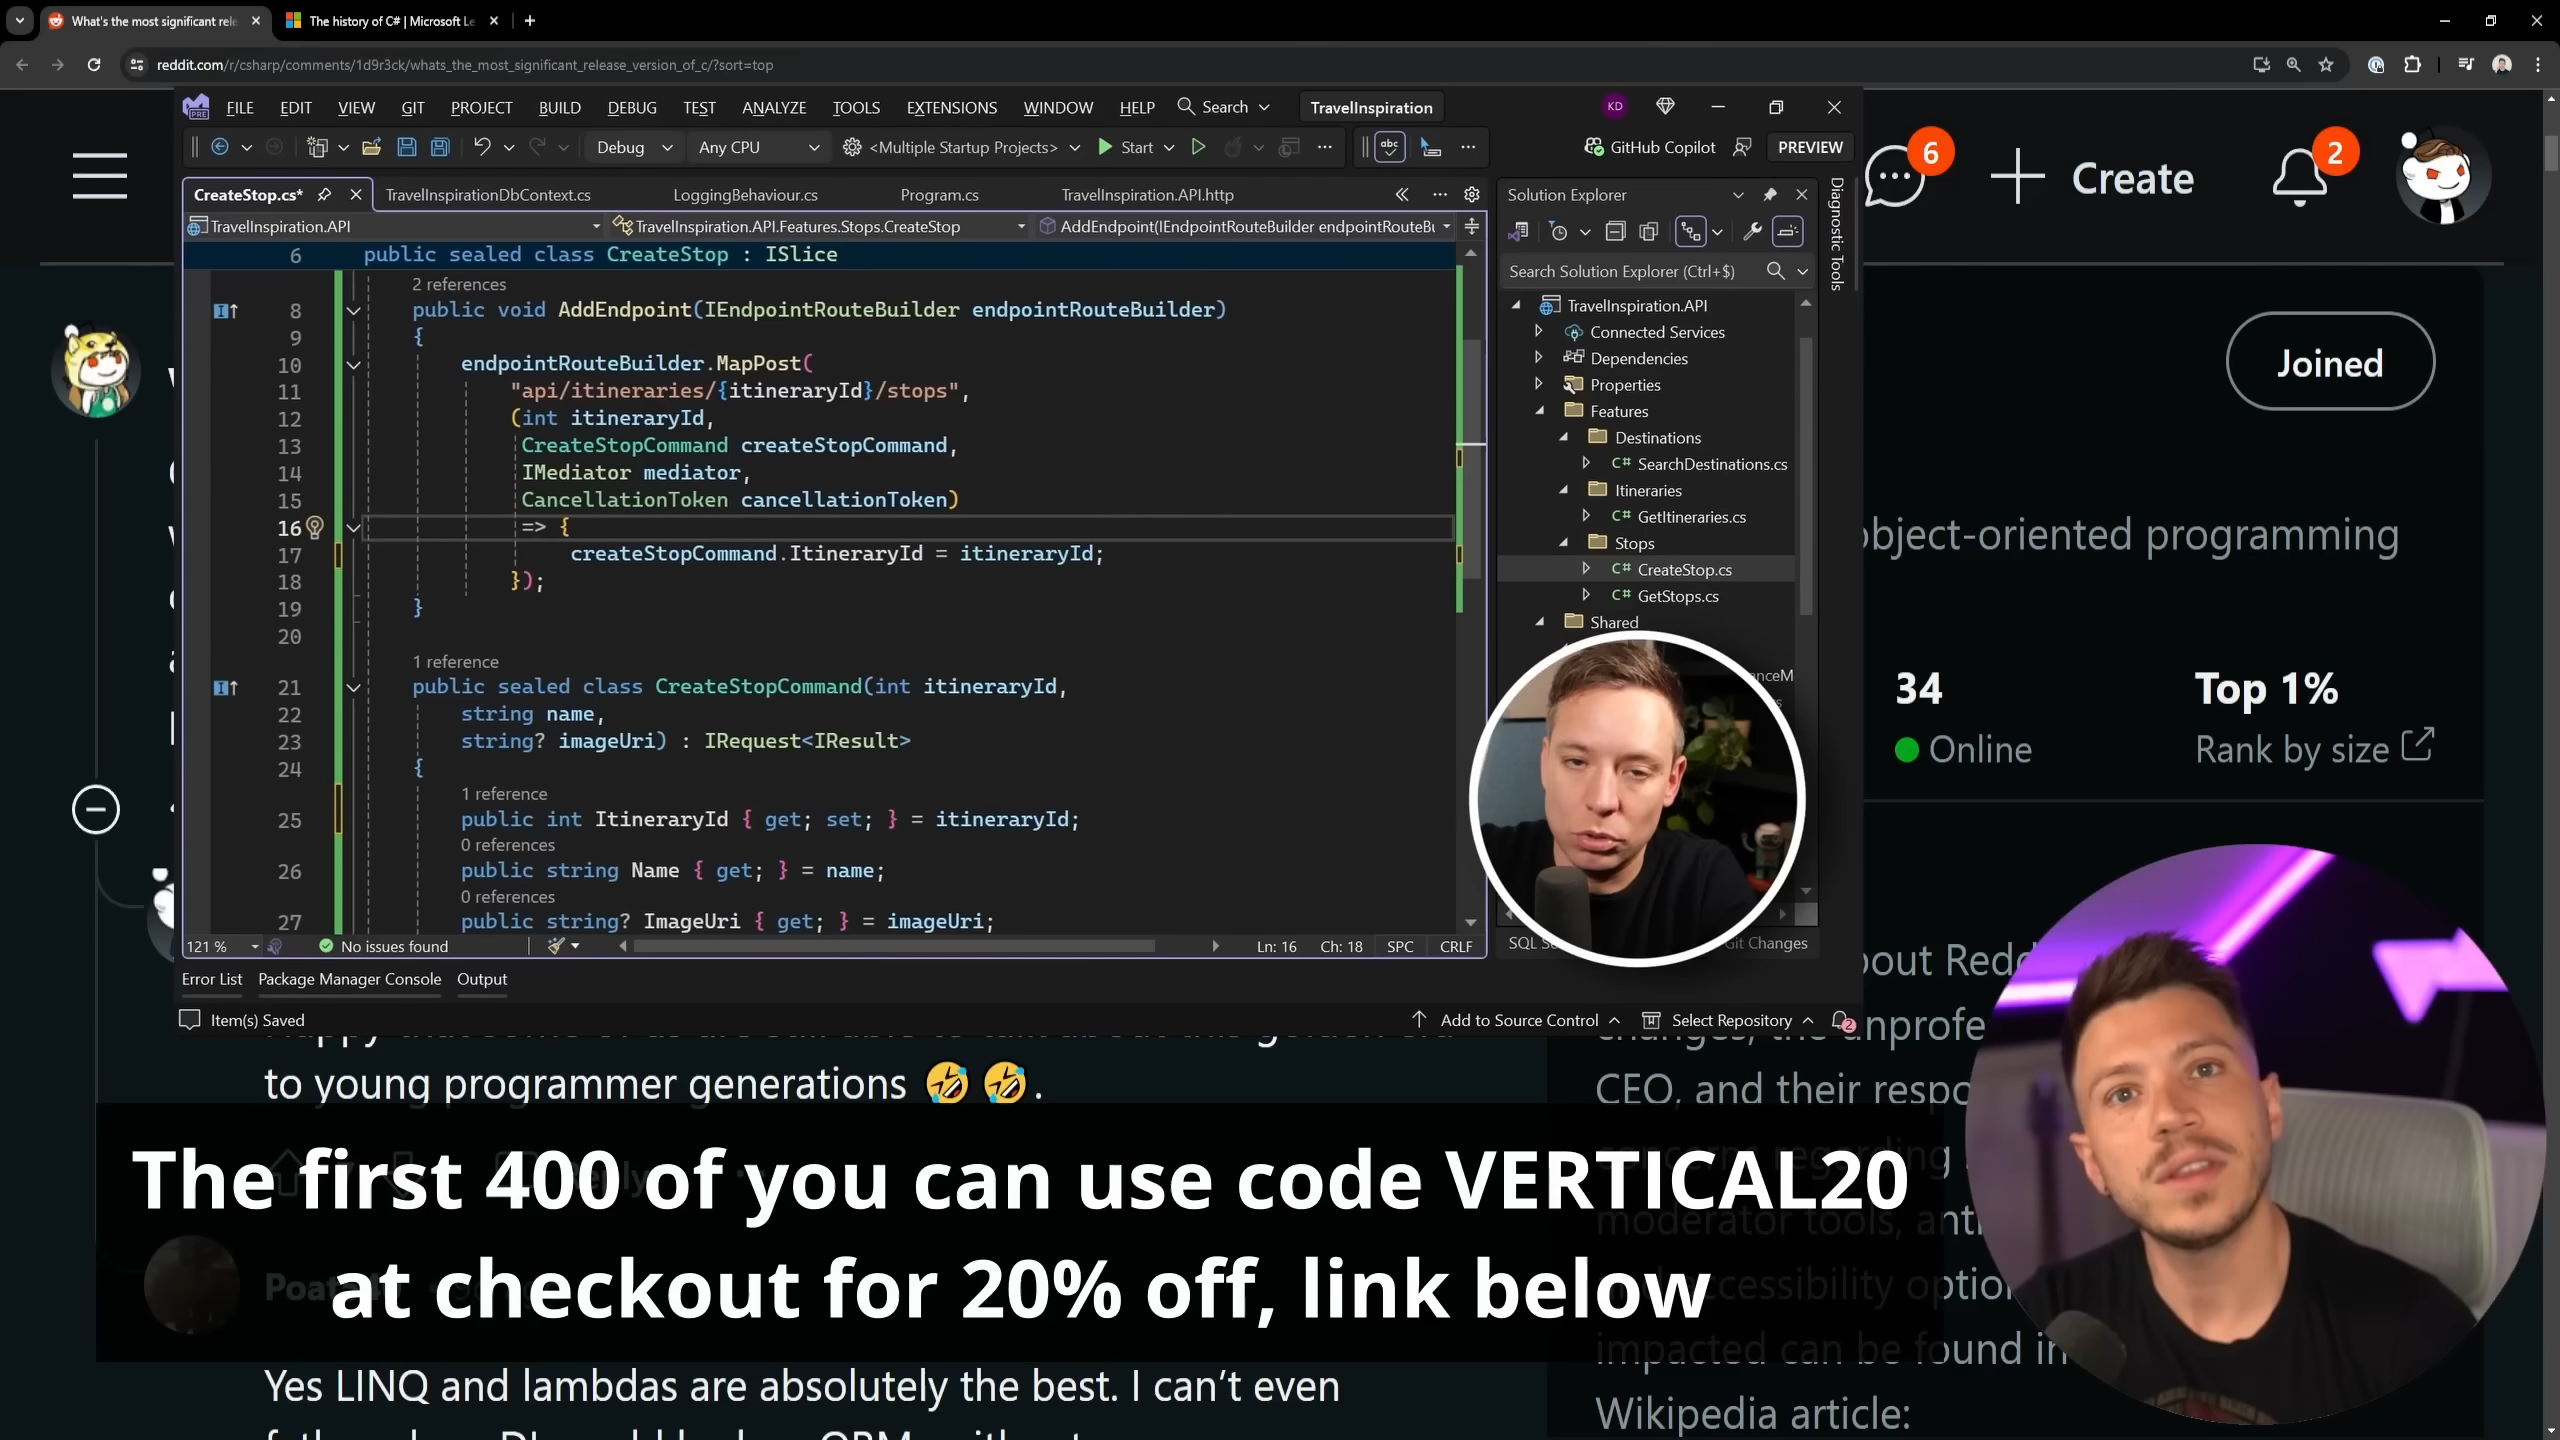 What's the most significant rele
The history of C# | Microsoft Le
reddit.com/r/csharp/comments/1d9r3ck/whats_the_most_significant_release_version_of_c/?sort=top
FILE EDIT VIEW GIT PROJECT BUILD DEBUG TEST ANALYZE TOOLS EXTENSIONS WINDOW HELP Search TravelInspiration KD
Debug Any CPU <Multiple Startup Projects> Start GitHub Copilot PREVIEW
6 Create 2
CreateStop.cs* TravelInspirationDbContext.cs LoggingBehaviour.cs Program.cs TravelInspiration.API.http
TravelInspiration.API TravelInspiration.API.Features.Stops.CreateStop AddEndpoint(IEndpointRouteBuilder endpointRouteBu
6 public sealed class CreateStop : ISlice
2 references
8 public void AddEndpoint(IEndpointRouteBuilder endpointRouteBuilder)
9 {
10 endpointRouteBuilder.MapPost(
11 "api/itineraries/{itineraryId}/stops",
12 (int itineraryId,
13 CreateStopCommand createStopCommand,
14 IMediator mediator,
15 CancellationToken cancellationToken)
16 => {
17 createStopCommand.ItineraryId = itineraryId;
18 });
19 }
20
1 reference
21 public sealed class CreateStopCommand(int itineraryId,
22 string name,
23 string? imageUri) : IRequest<IResult>
24 {
1 reference
25 public int ItineraryId { get; set; } = itineraryId;
0 references
26 public string Name { get; } = name;
0 references
27 public string? ImageUri { get; } = imageUri;
121 % No issues found Ln: 16 Ch: 18 SPC CRLF
Error List Package Manager Console Output
Item(s) Saved Add to Source Control Select Repository 2
Solution Explorer
Search Solution Explorer (Ctrl+$)
TravelInspiration.API
Connected Services
Dependencies
Properties
Features
Destinations
C# SearchDestinations.cs
Itineraries
C# GetItineraries.cs
Stops
C# CreateStop.cs
C# GetStops.cs
Shared
Git Changes
Diagnostic Tools
Joined
object-oriented programming
34 Top 1%
Online Rank by size
to young programmer generations 🤣 🤣.
changes, the unprofe
CEO, and their respo
The first 400 of you can use code VERTICAL20
at checkout for 20% off, link below
moderator tools, anti
accessibility option
impacted can be found in
Wikipedia article:
Yes LINQ and lambdas are absolutely the best. I can't even